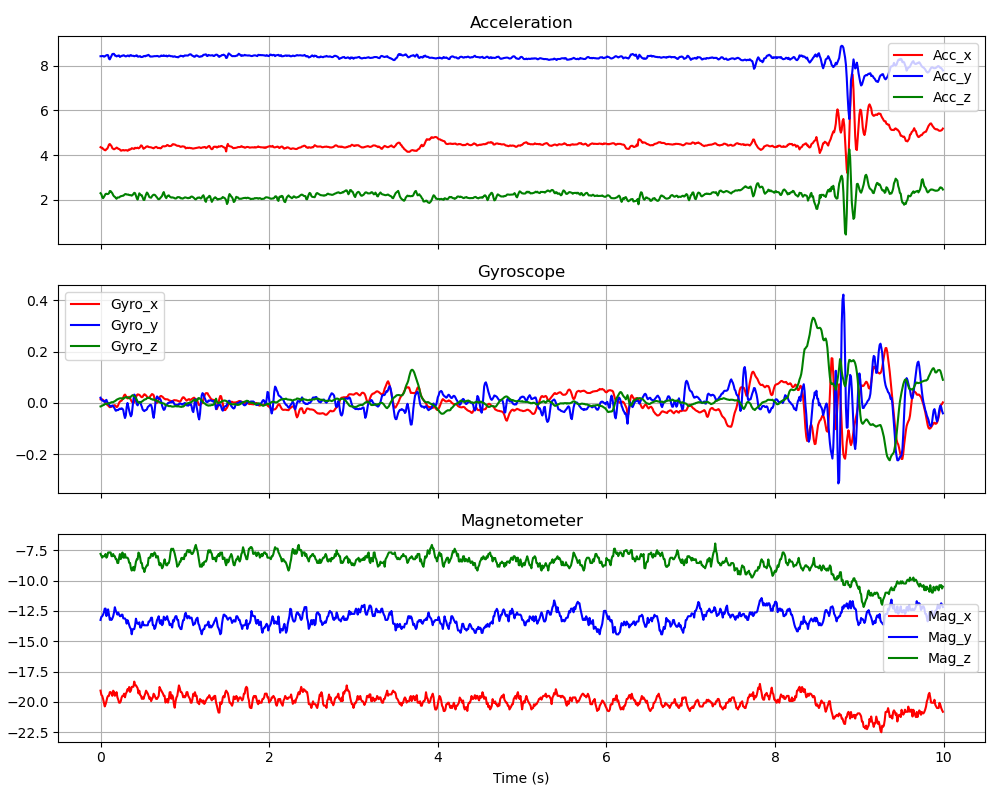 Acceleration
8
6
4
2
Acc_x
Acc_y
Acc_z
Gyroscope
0.4
0.2
0.0
−0.2
Gyro_x
Gyro_y
Gyro_z
Magnetometer
−7.5
−10.0
−12.5
−15.0
−17.5
−20.0
−22.5
Mag_x
Mag_y
Mag_z
0 2 4 6 8 10
Time (s)